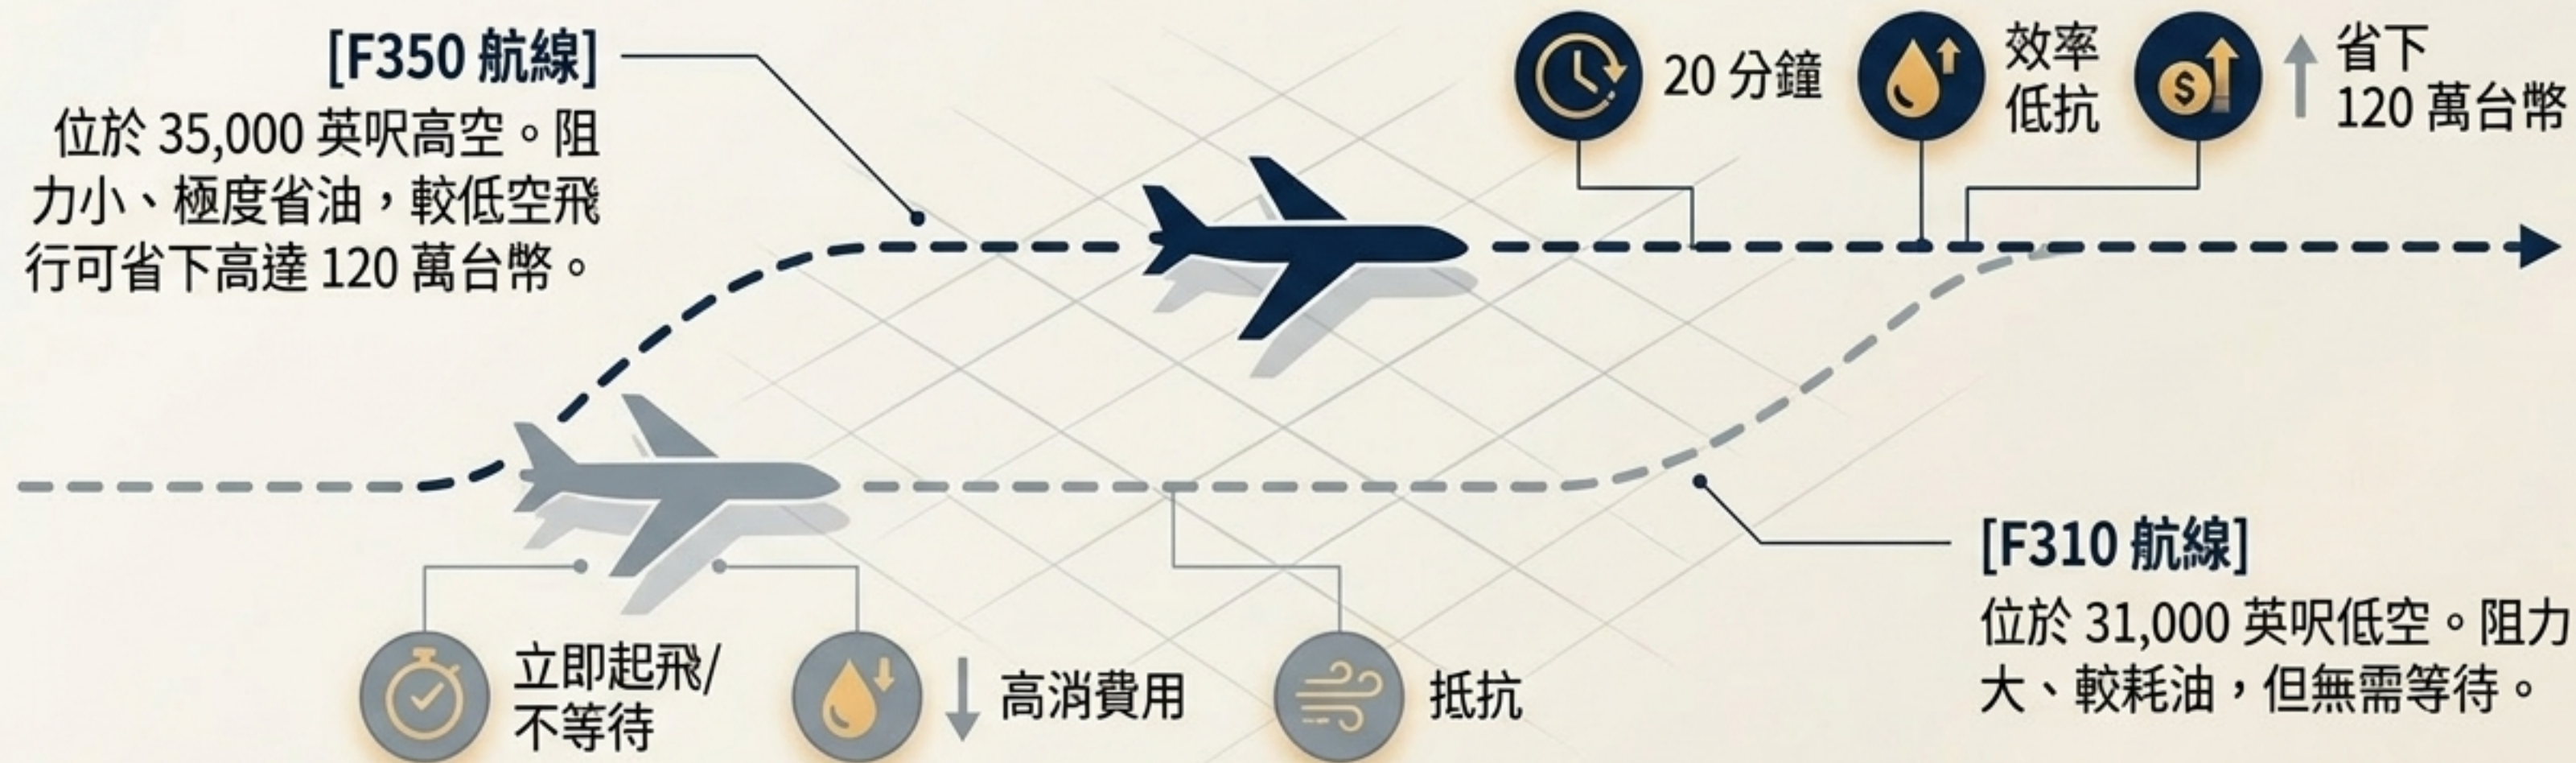 [F350 航線]
位於 35,000 英呎高空。阻
力小、極度省油，較低空飛
行可省下高達 120 萬台幣。
20 分鐘
效率
低抗
$
省下
120 萬台幣
立即起飛/
不等待
高消費用
抵抗
[F310 航線]
位於 31,000 英呎低空。阻力
大、較耗油，但無需等待。